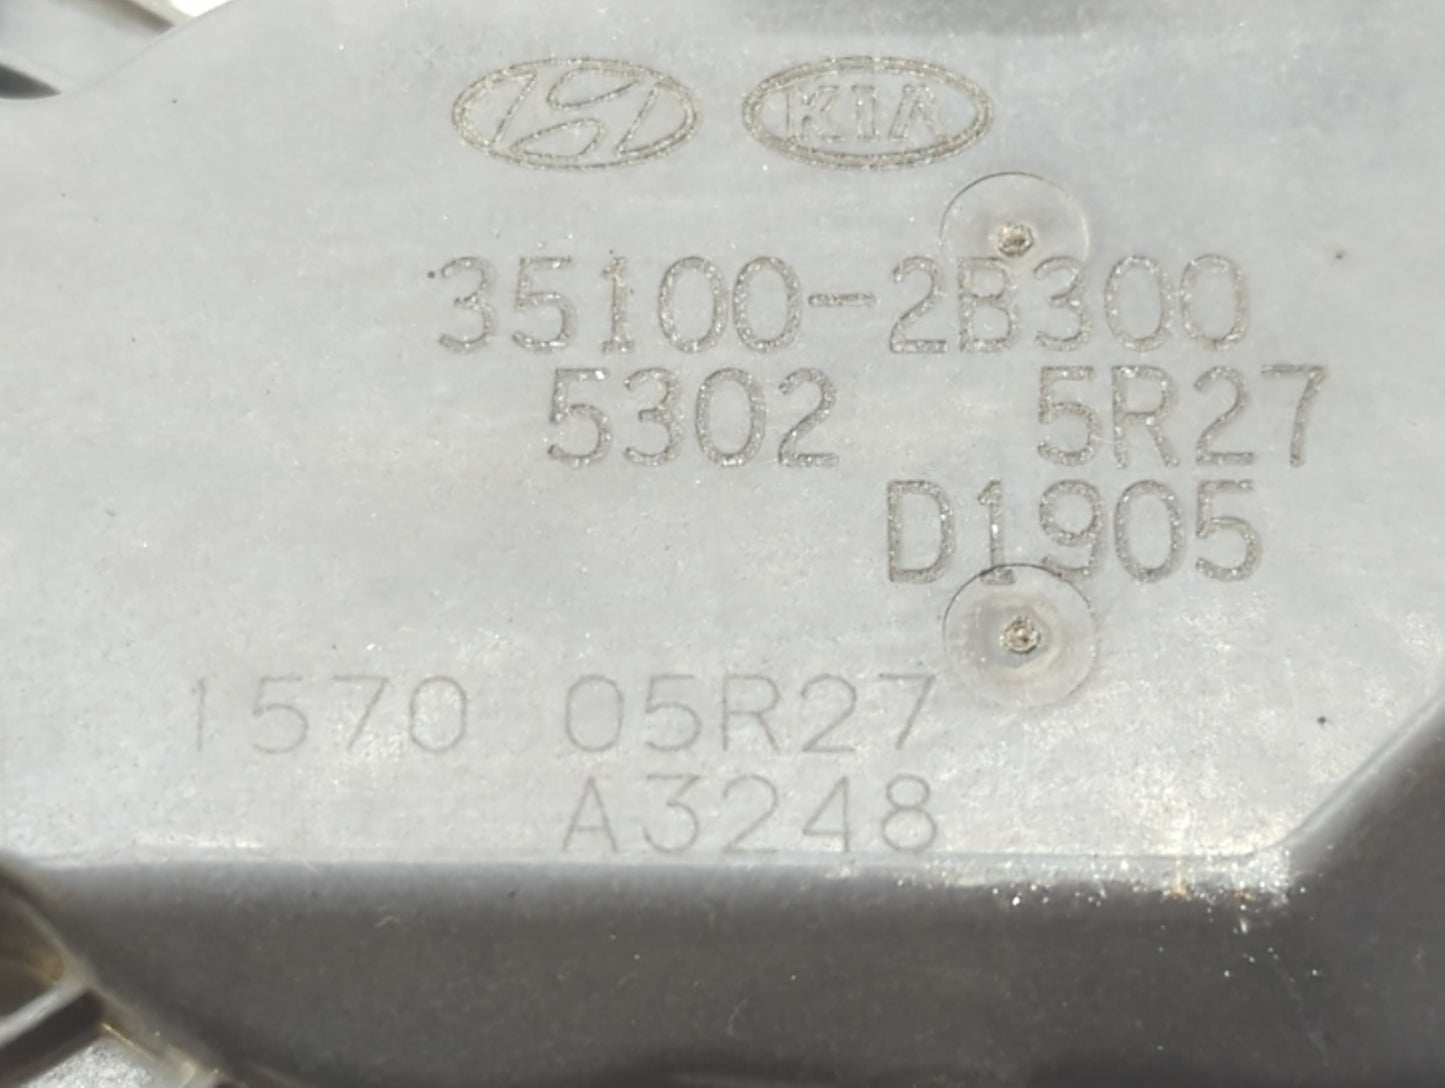 KIA
35100-2B300
5302 5R27
D1905
1570 05R27
A3248